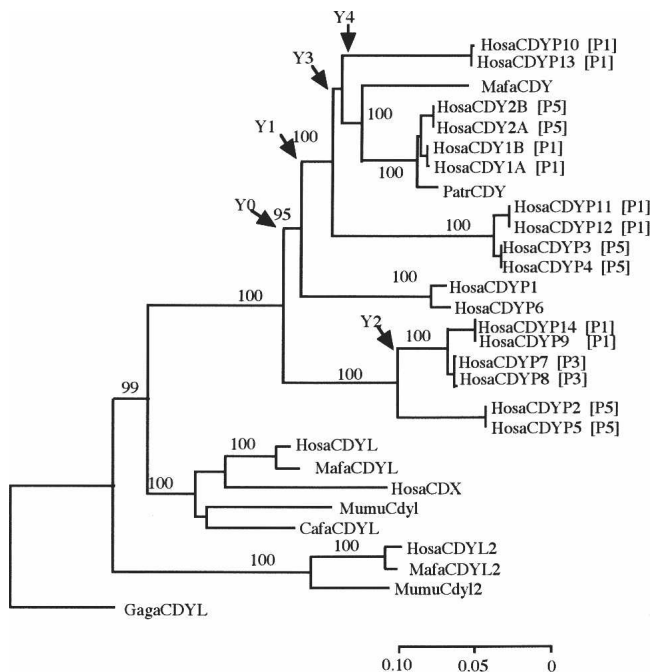 Y4
HosaCDYP10 [P1]
HosaCDYP13 [P1]
Y3
MafaCDY
100
HosaCDY2B [P5]
HosaCDY2A [P5]
Y1
100
HosaCDY1B [P1]
HosaCDY1A [P1]
100
PatrCDY
Y0
95
HosaCDYP11 [P1]
100
HosaCDYP12 [P1]
HosaCDYP3 [P5]
HosaCDYP4 [P5]
100
HosaCDYP1
100
HosaCDYP6
Y2
HosaCDYP14 [P1]
100
HosaCDYP9 [P1]
HosaCDYP7 [P3]
100
HosaCDYP8 [P3]
99
HosaCDYP2 [P5]
HosaCDYP5 [P5]
100
HosaCDYL
MafaCDYL
100
HosaCDX
MumuCdyl
CafaCDYL
100
HosaCDYL2
100
MafaCDYL2
MumuCdyl2
GagaCDYL
0.10 0.05 0